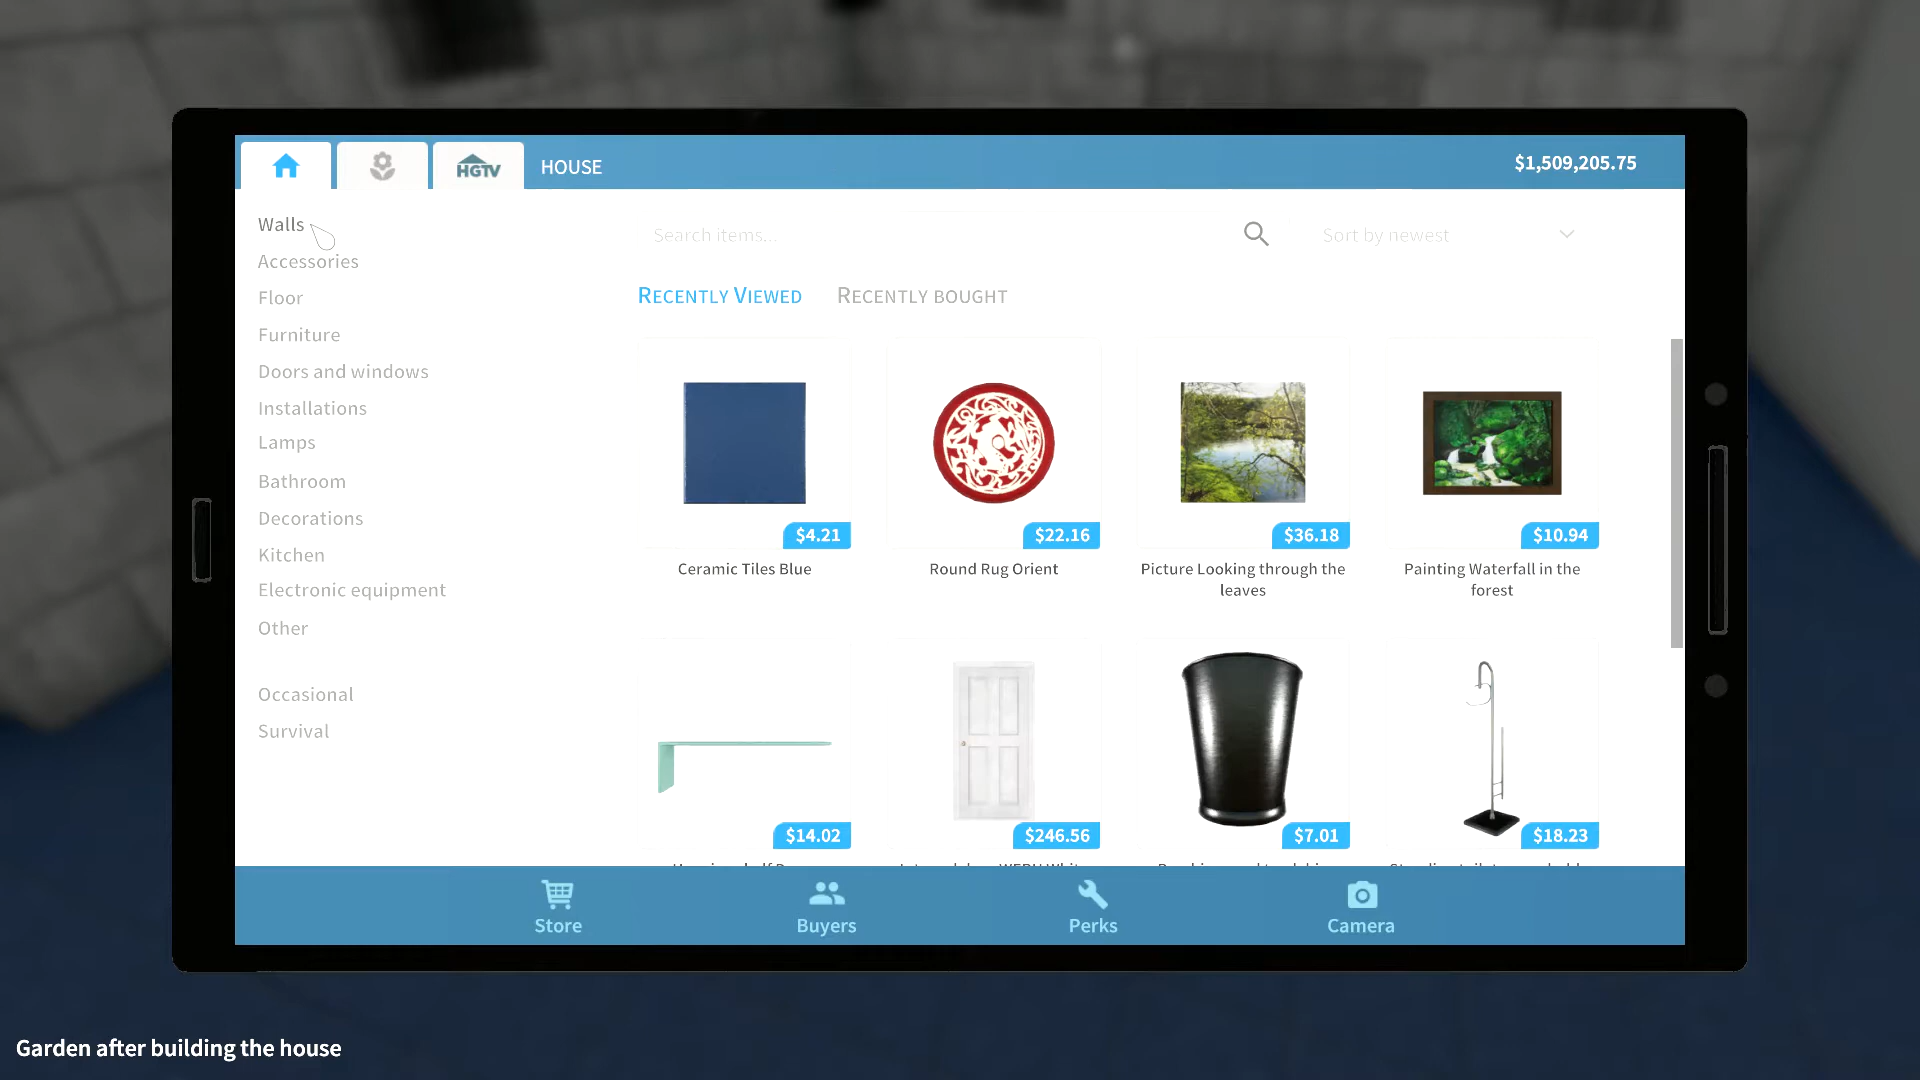 HGTV
HOUSE
$1,509,205.75
Walls
Accessories
Floor
Furniture
Doors and windows
Installations
Lamps
Bathroom
Decorations
Kitchen
Electronic equipment
Other
Occasional
Survival
Search items...
Sort by newest
RECENTLY VIEWED
RECENTLY BOUGHT
$4.21
$22.16
$36.18
$10.94
Ceramic Tiles Blue
Round Rug Orient
Picture Looking through the
leaves
Painting Waterfall in the
forest
$14.02
$246.56
$7.01
$18.23
Store
Buyers
Perks
Camera
Garden after building the house